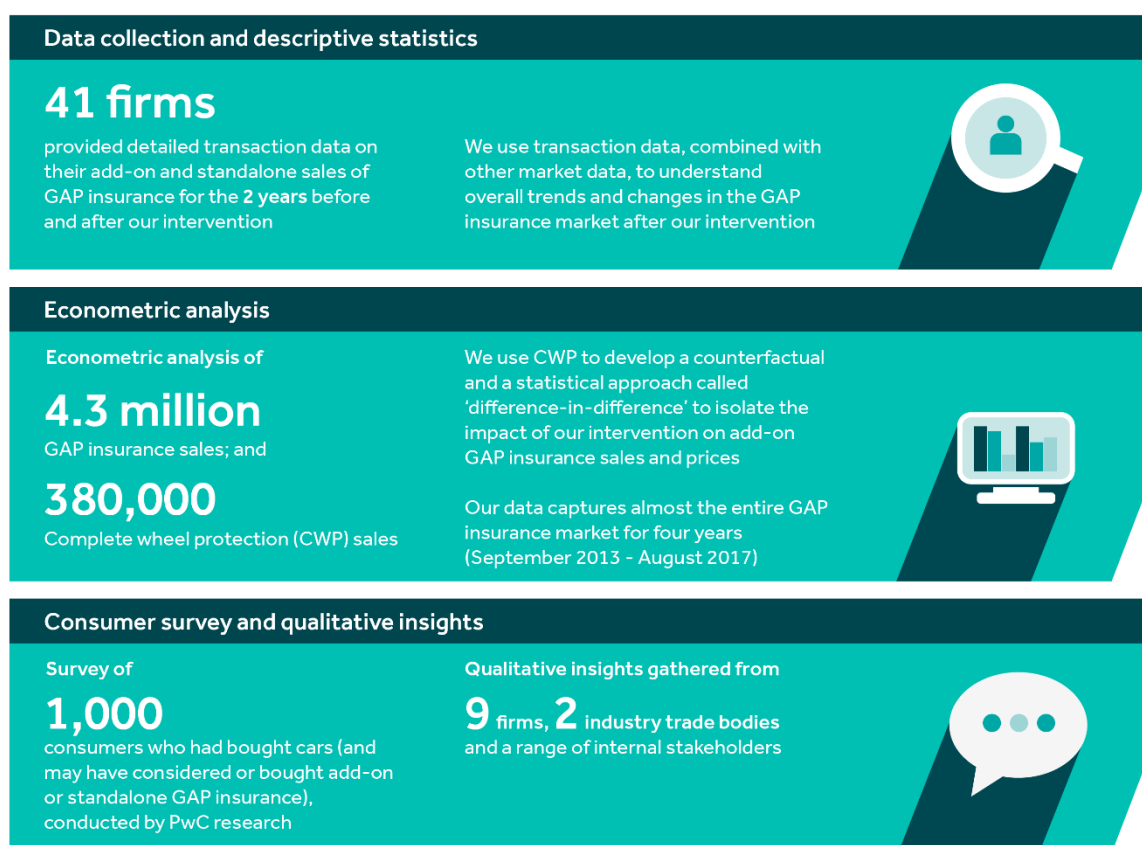 Data collection and descriptive statistics
41 firms
provided detailed transaction data on
their add-on and standalone sales of
GAP insurance for the 2 years before
and after our intervention
We use transaction data, combined with
other market data, to understand
overall trends and changes in the GAP
insurance market after our intervention
Econometric analysis
Econometric analysis of
4.3 million
GAP insurance sales; and
380,000
Complete wheel protection (CWP) sales
We use CWP to develop a counterfactual
and a statistical approach called
‘difference-in-difference’ to isolate the
impact of our intervention on add-on
GAP insurance sales and prices
Our data captures almost the entire GAP
insurance market for four years
(September 2013 - August 2017)
Consumer survey and qualitative insights
Survey of
1,000
consumers who had bought cars (and
may have considered or bought add-on
or standalone GAP insurance),
conducted by PwC research
Qualitative insights gathered from
9 firms, 2 industry trade bodies
and a range of internal stakeholders